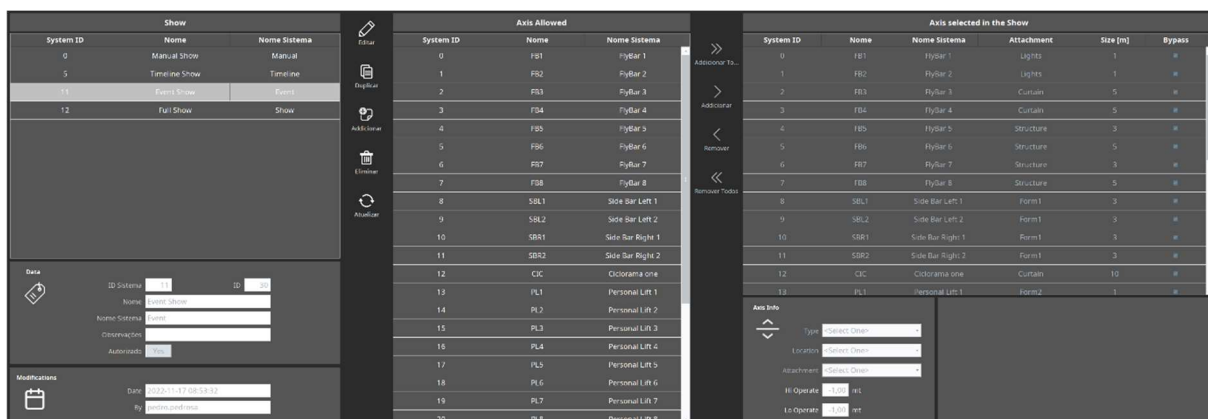 Show
System ID Nome Nome Sistema
0 Manual Show Manual
5 Timeline Show Timeline
11 Event Show Event
12 Full Show Show
Data
ID Sistema 11 ID 50
Nome Event Show
Nome Sistema Event
Observações
Autorizado Yes
Modifications
Date 2022-11-17 08:53:32
By pedro.pedrosa
Editar
Duplicar
Addicionar
Eliminar
Atualizar
Axis Allowed
System ID Nome Nome Sistema
0 FB1 FlyBar 1
1 FB2 FlyBar 2
2 FB3 FlyBar 3
3 FB4 FlyBar 4
4 FB5 FlyBar 5
5 FB6 FlyBar 6
6 FB7 FlyBar 7
7 FB8 FlyBar 8
8 SBL1 Side Bar Left 1
9 SBL2 Side Bar Left 2
10 SBR1 Side Bar Right 1
11 SBR2 Side Bar Right 2
12 CIC Ciclorama one
13 PL1 Personal Lift 1
14 PL2 Personal Lift 2
15 PL3 Personal Lift 3
16 PL4 Personal Lift 4
17 PL5 Personal Lift 5
18 PL6 Personal Lift 6
19 PL7 Personal Lift 7
20 PL8 Personal Lift 8
Addicionar To...
Addicionar
Remover
Remover Todos
Axis selected in the Show
System ID Nome Nome Sistema Attachment Size [m] Bypass
0 FB1 FlyBar 1 Lights 1
1 FB2 FlyBar 2 Lights 1
2 FB3 FlyBar 3 Curtain 5
3 FB4 FlyBar 4 Curtain 5
4 FB5 FlyBar 5 Structure 3
5 FB6 FlyBar 6 Structure 5
6 FB7 FlyBar 7 Structure 3
7 FB8 FlyBar 8 Structure 5
8 SBL1 Side Bar Left 1 Form1 3
9 SBL2 Side Bar Left 2 Form1 3
10 SBR1 Side Bar Right 1 Form1 3
11 SBR2 Side Bar Right 2 Form1 3
12 CIC Ciclorama one Curtain 10
13 PL1 Personal Lift 1 Form2 1
Axis Info
Type <Select One>
Location <Select One>
Attachment <Select One>
Hi Operate -1,00 mt
Lo Operate -1,00 mt